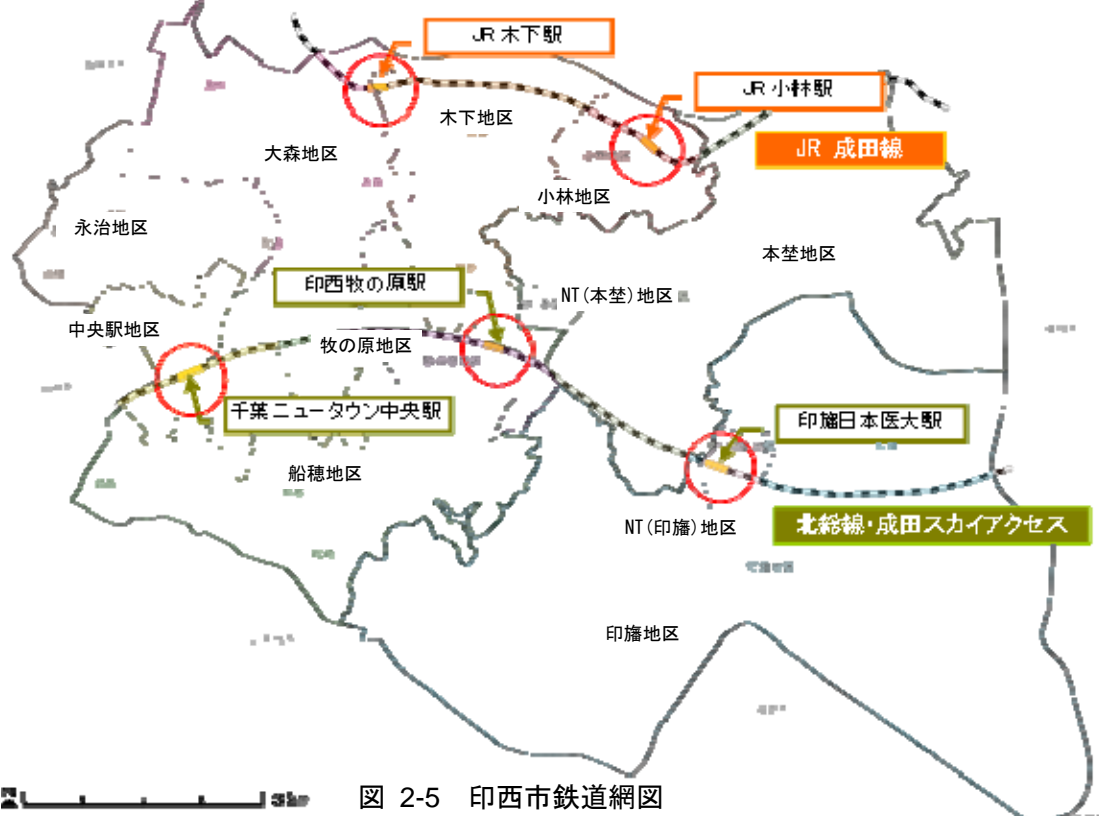 JR 木下駅
JR 小林駅
木下地区
JR 成田線
大森地区
小林地区
永治地区
本埜地区
印西牧の原駅
NT(本埜)地区
中央駅地区
牧の原地区
千葉ニュータウン中央駅
印旛日本医大駅
船穂地区
NT(印旛)地区
北総線・成田スカイアクセス
印旛地区
図 2-5 印西市鉄道網図